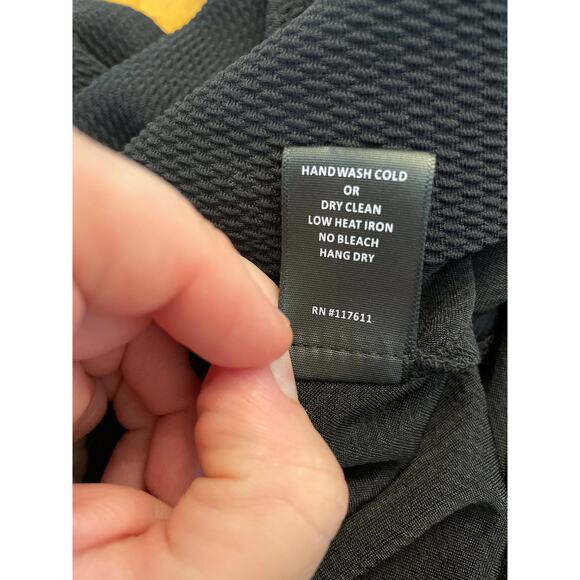 HANDWASH COLD
OR
DRY CLEAN
LOW HEAT IRON
NO BLEACH
HANG DRY
RN #117611